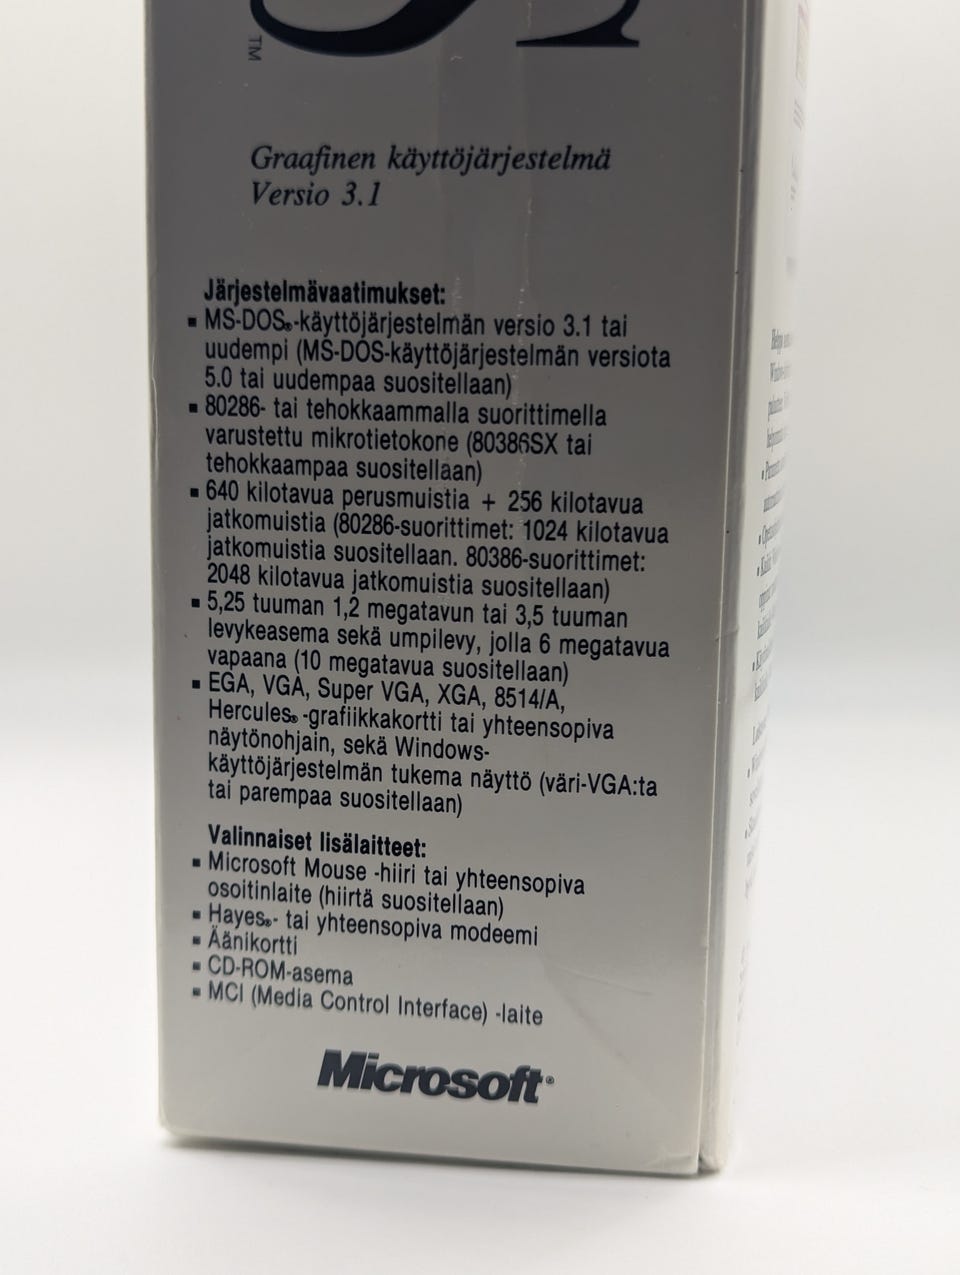 TM
Graafinen käyttöjärjestelmä
Versio 3.1
Järjestelmävaatimukset:
▪ MS-DOS®-käyttöjärjestelmän versio 3.1 tai
uudempi (MS-DOS-käyttöjärjestelmän versiota
5.0 tai uudempaa suositellaan)
▪ 80286- tai tehokkaammalla suorittimella
varustettu mikrotietokone (80386SX tai
tehokkaampaa suositellaan)
▪ 640 kilotavua perusmuistia + 256 kilotavua
jatkomuistia (80286-suorittimet: 1024 kilotavua
jatkomuistia suositellaan. 80386-suorittimet:
2048 kilotavua jatkomuistia suositellaan)
▪ 5,25 tuuman 1,2 megatavun tai 3,5 tuuman
levykeasema sekä umpilevy, jolla 6 megatavua
vapaana (10 megatavua suositellaan)
▪ EGA, VGA, Super VGA, XGA, 8514/A,
Hercules®-grafiikkakortti tai yhteensopiva
näytönohjain, sekä Windows-
käyttöjärjestelmän tukema näyttö (väri-VGA:ta
tai parempaa suositellaan)
Valinnaiset lisälaitteet:
▪ Microsoft Mouse -hiiri tai yhteensopiva
osoitinlaite (hiirtä suositellaan)
▪ Hayes®- tai yhteensopiva modeemi
▪ Äänikortti
▪ CD-ROM-asema
▪ MCI (Media Control Interface) -laite
Microsoft®